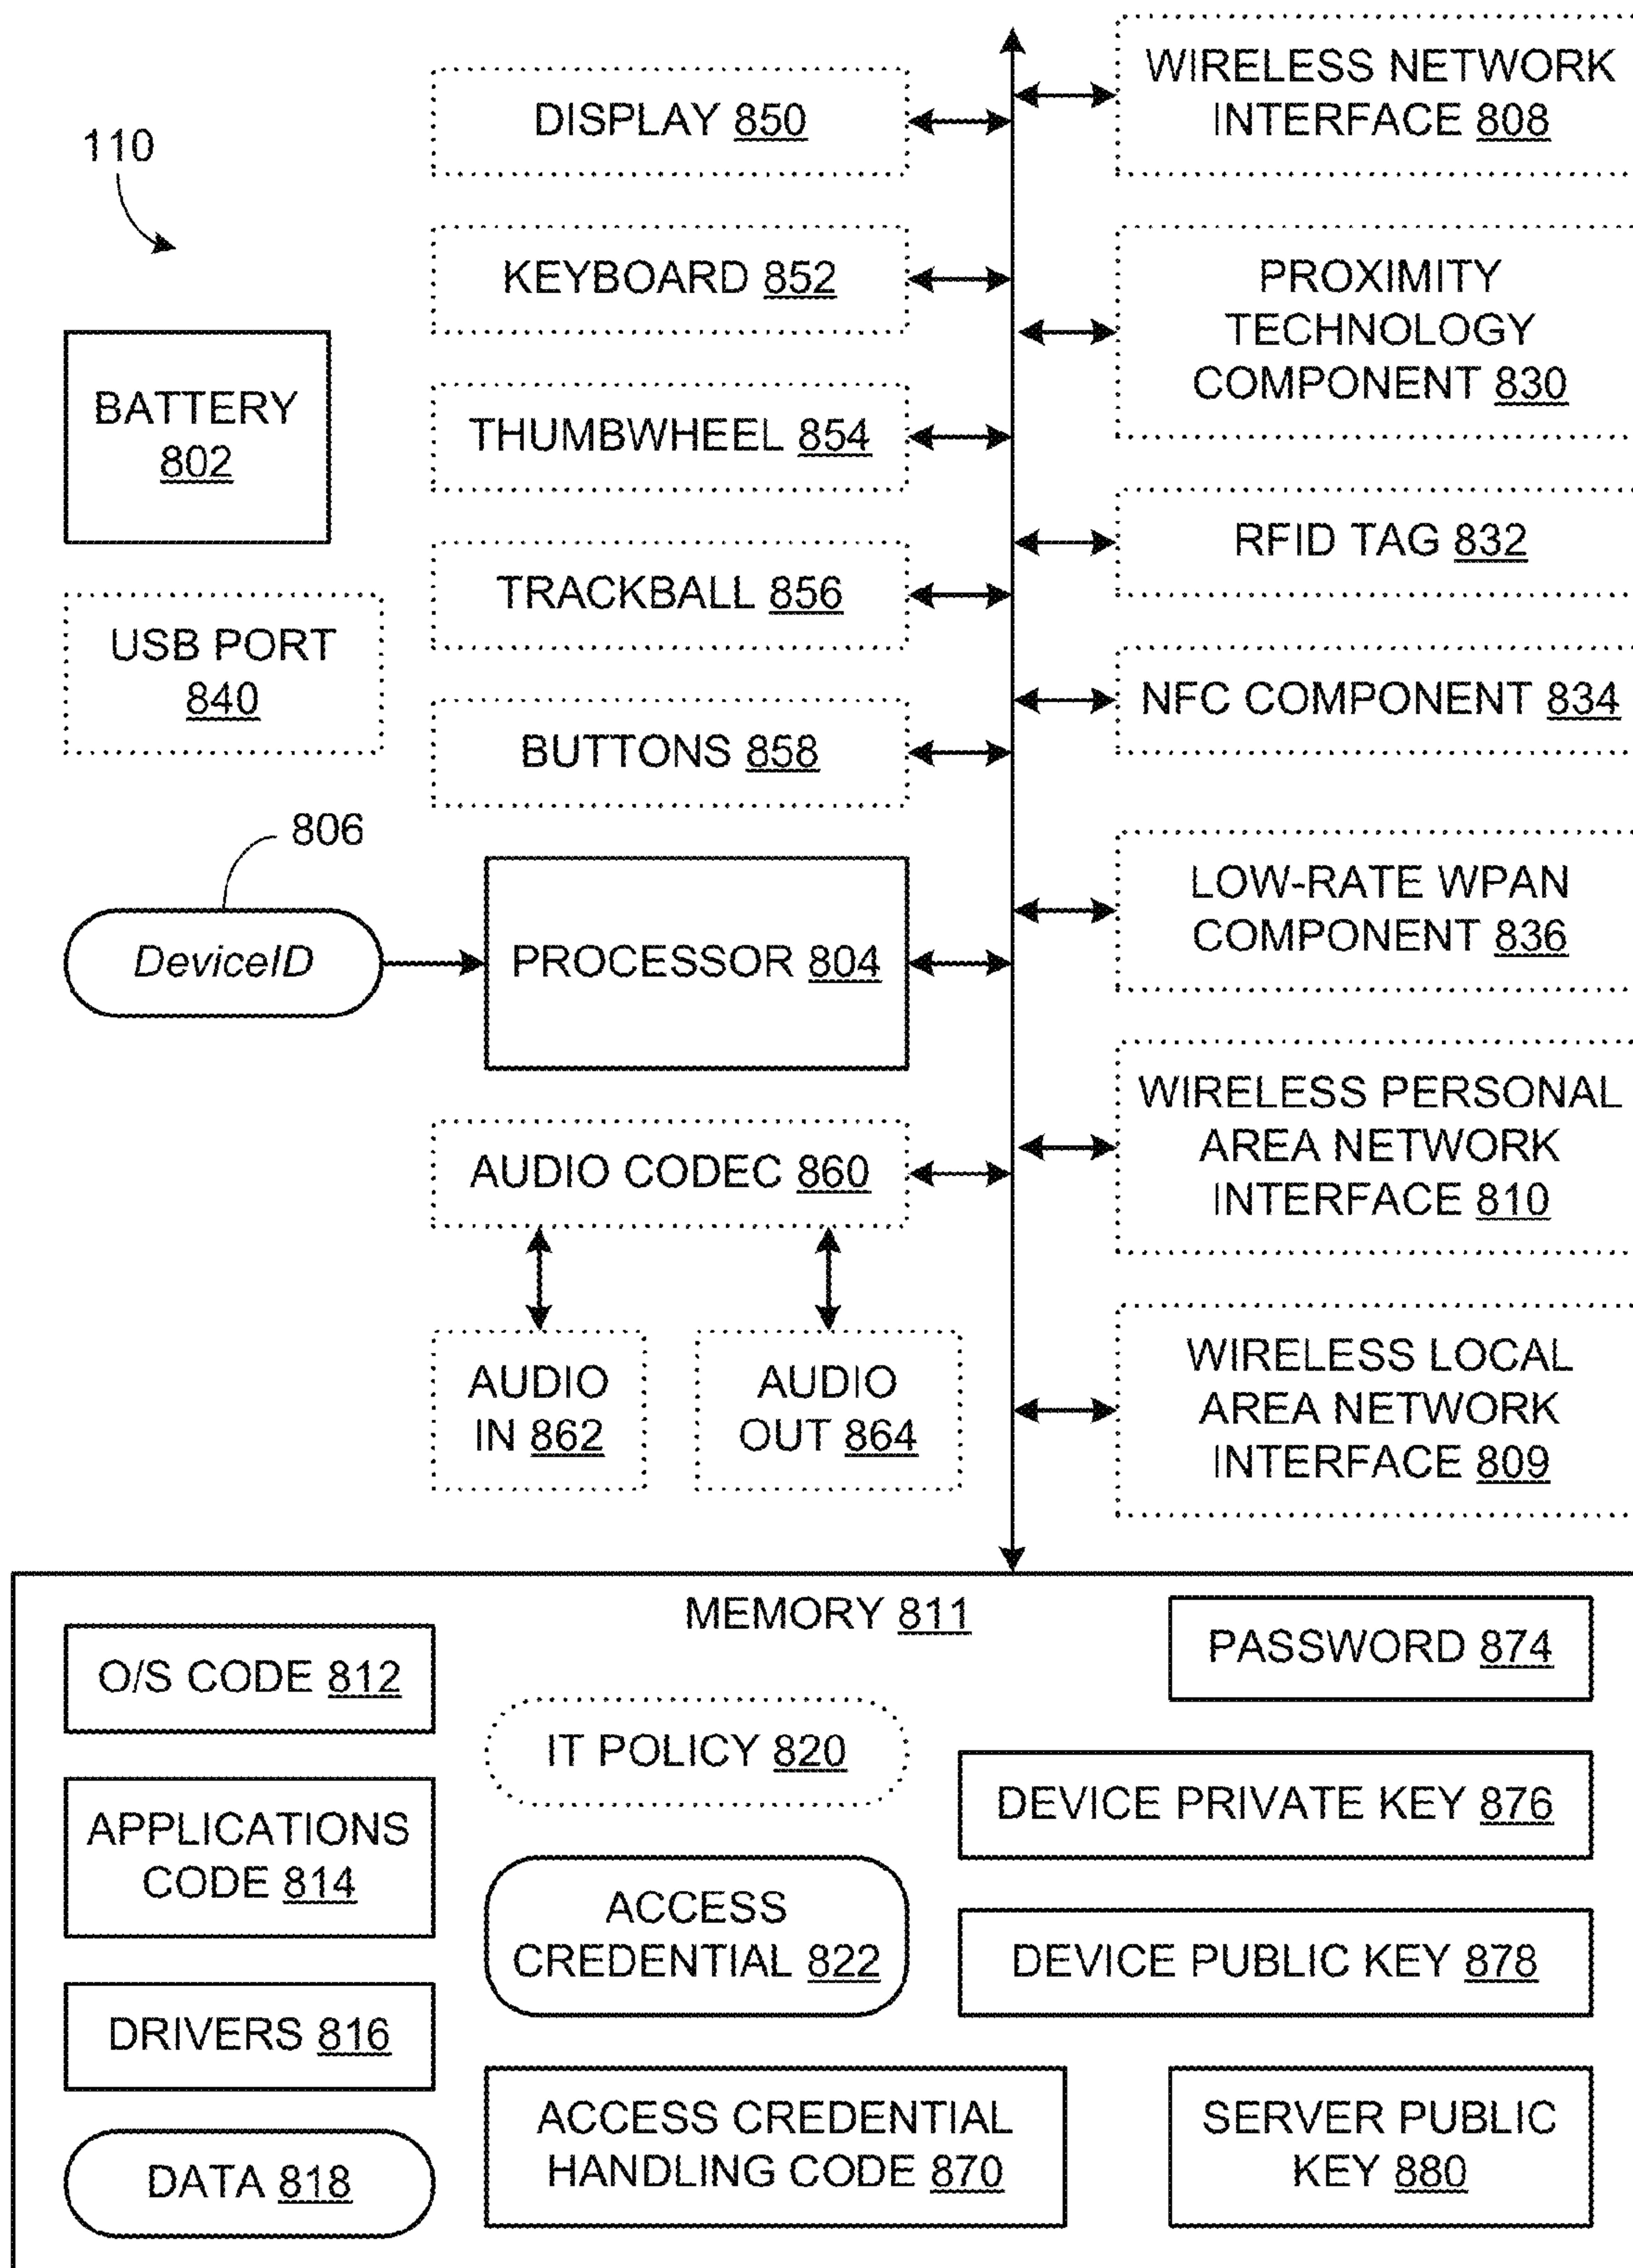 110
DISPLAY 850
KEYBOARD 852
BATTERY
802
THUMBWHEEL 854
TRACKBALL 856
USB PORT
840
BUTTONS 858
806
DeviceID
PROCESSOR 804
AUDIO CODEC 860
AUDIO
IN 862
AUDIO
OUT 864
WIRELESS NETWORK
INTERFACE 808
PROXIMITY
TECHNOLOGY
COMPONENT 830
RFID TAG 832
NFC COMPONENT 834
LOW-RATE WPAN
COMPONENT 836
WIRELESS PERSONAL
AREA NETWORK
INTERFACE 810
WIRELESS LOCAL
AREA NETWORK
INTERFACE 809
MEMORY 811
O/S CODE 812
APPLICATIONS
CODE 814
DRIVERS 816
DATA 818
IT POLICY 820
ACCESS
CREDENTIAL 822
ACCESS CREDENTIAL
HANDLING CODE 870
PASSWORD 874
DEVICE PRIVATE KEY 876
DEVICE PUBLIC KEY 878
SERVER PUBLIC
KEY 880